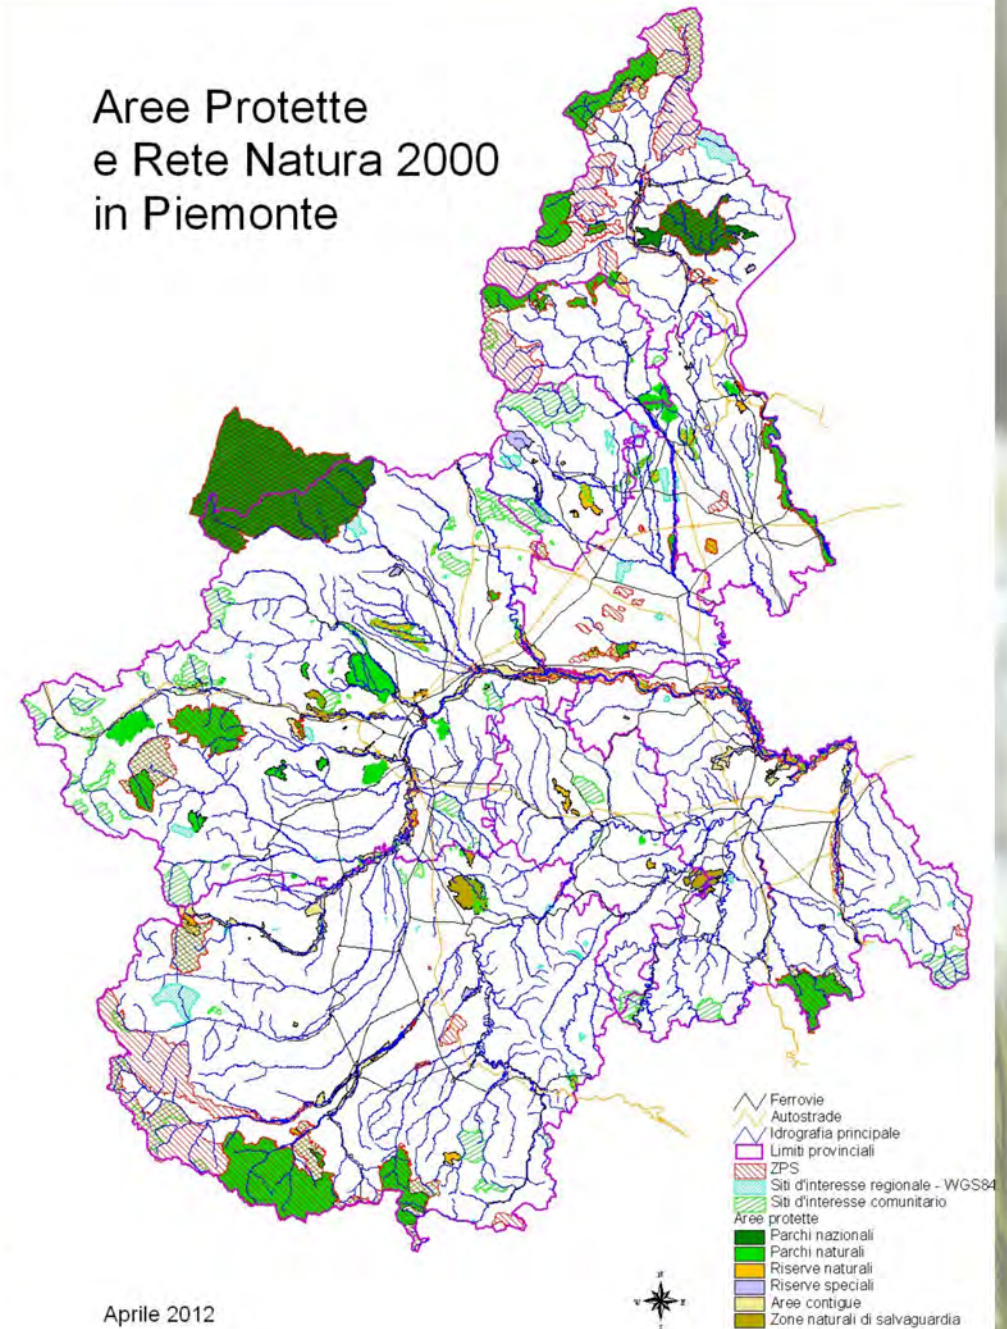 Aree Protette
e Rete Natura 2000
in Piemonte
Ferrovie
Autostrade
Idrografia principale
Limiti provinciali
ZPS
Siti d'interesse regionale - WGS84
Siti d'interesse comunitario
Aree protette
Parchi nazionali
Parchi naturali
Riserve naturali
Riserve speciali
Aree contigue
Zone naturali di salvaguardia
Aprile 2012